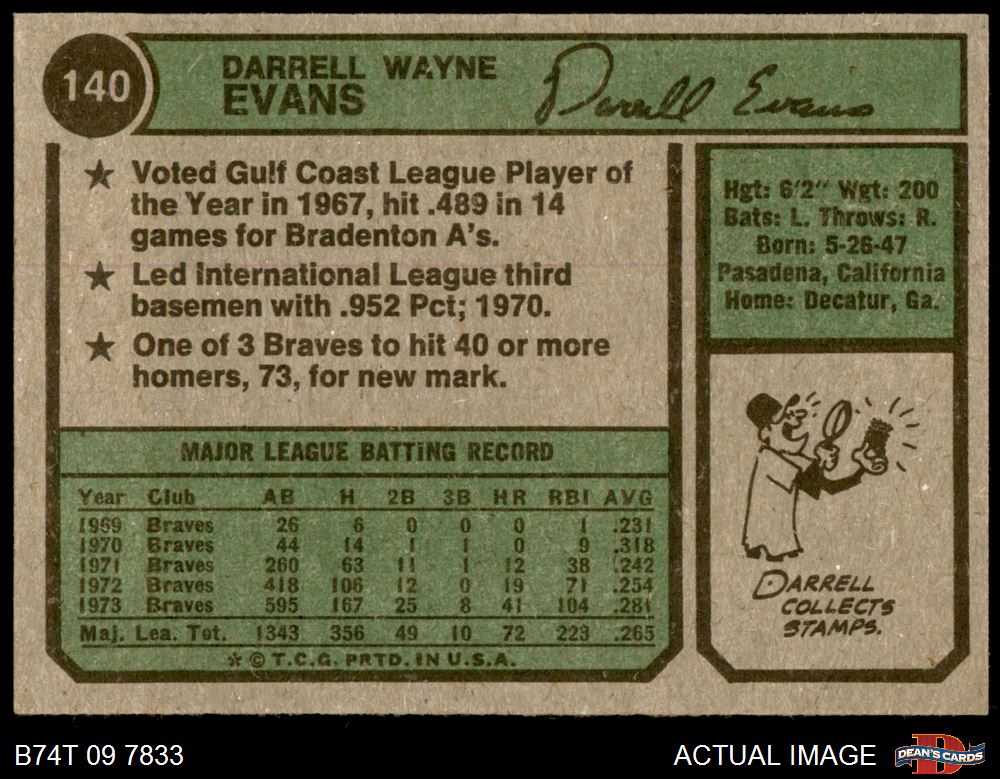 140
DARRELL WAYNE
EVANS
Darrell Evans
★ Voted Gulf Coast League Player of
the Year in 1967, hit .489 in 14
games for Bradenton A's.
★ Led International League third
basemen with .952 Pct; 1970.
★ One of 3 Braves to hit 40 or more
homers, 73, for new mark.
Hgt: 6'2" Wgt: 200
Bats: L. Throws: R.
Born: 5-26-47
Pasadena, California
Home: Decatur, Ga.
MAJOR LEAGUE BATTING RECORD
Year Club AB H 2B 3B HR RBI AVG
1969 Braves 26 6 0 0 0 1 .231
1970 Braves 44 14 1 1 0 9 .318
1971 Braves 260 63 11 1 12 38 .242
1972 Braves 418 106 12 0 19 71 .254
1973 Braves 595 167 25 8 41 104 .281
Maj. Lea. Tot. 1343 356 49 10 72 223 .265
* © T.C.G. PRTD. IN U.S.A.
DARRELL
COLLECTS
STAMPS.
B74T 09 7833
ACTUAL IMAGE
D
DEAN'S CARDS